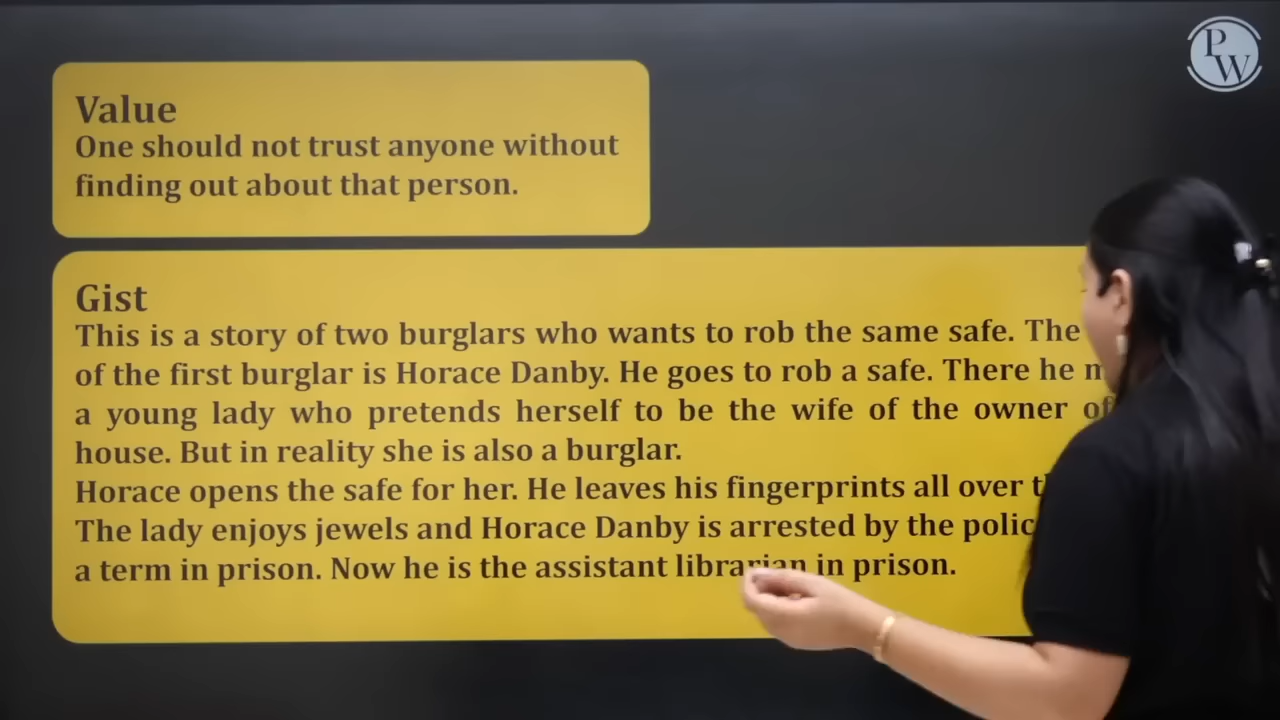 PW
Value
One should not trust anyone without
finding out about that person.
Gist
This is a story of two burglars who wants to rob the same safe. The
of the first burglar is Horace Danby. He goes to rob a safe. There he
a young lady who pretends herself to be the wife of the owner of
house. But in reality she is also a burglar.
Horace opens the safe for her. He leaves his fingerprints all over
The lady enjoys jewels and Horace Danby is arrested by the
a term in prison. Now he is the assistant librarian in prison.